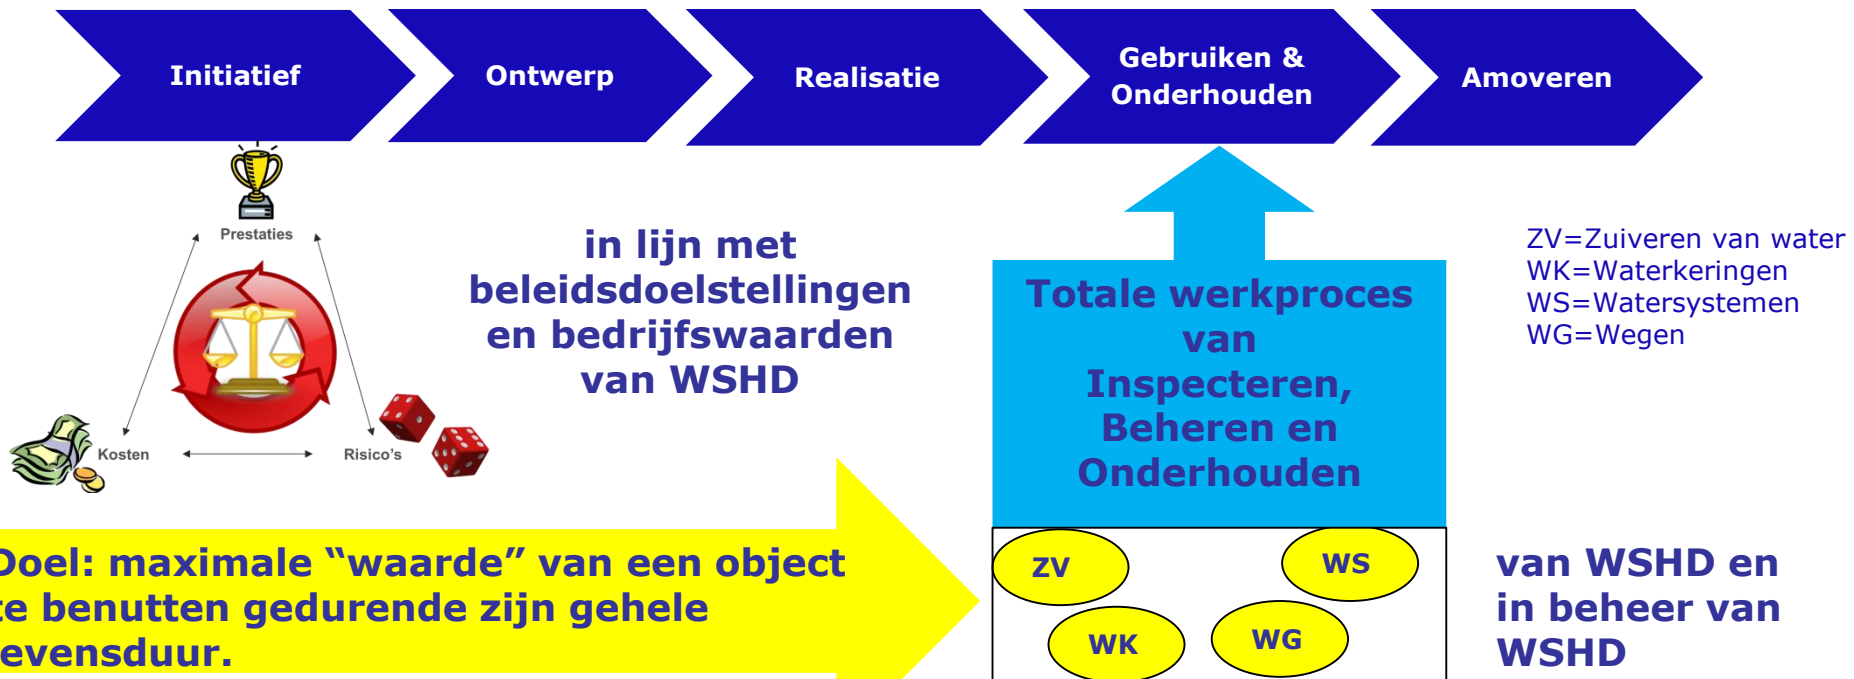 Initiatief
Ontwerp
Realisatie
Gebruiken &
Onderhouden
Amoveren
Prestaties
Kosten
Risico's
in lijn met
beleidsdoelstellingen
en bedrijfswaarden
van WSHD
Totale werkproces
van
Inspecteren,
Beheren en
Onderhouden
ZV=Zuiveren van water
WK=Waterkeringen
WS=Watersystemen
WG=Wegen
Doel: maximale “waarde” van een object
te benutten gedurende zijn gehele
levensduur.
ZV
WS
WK
WG
van WSHD en
in beheer van
WSHD